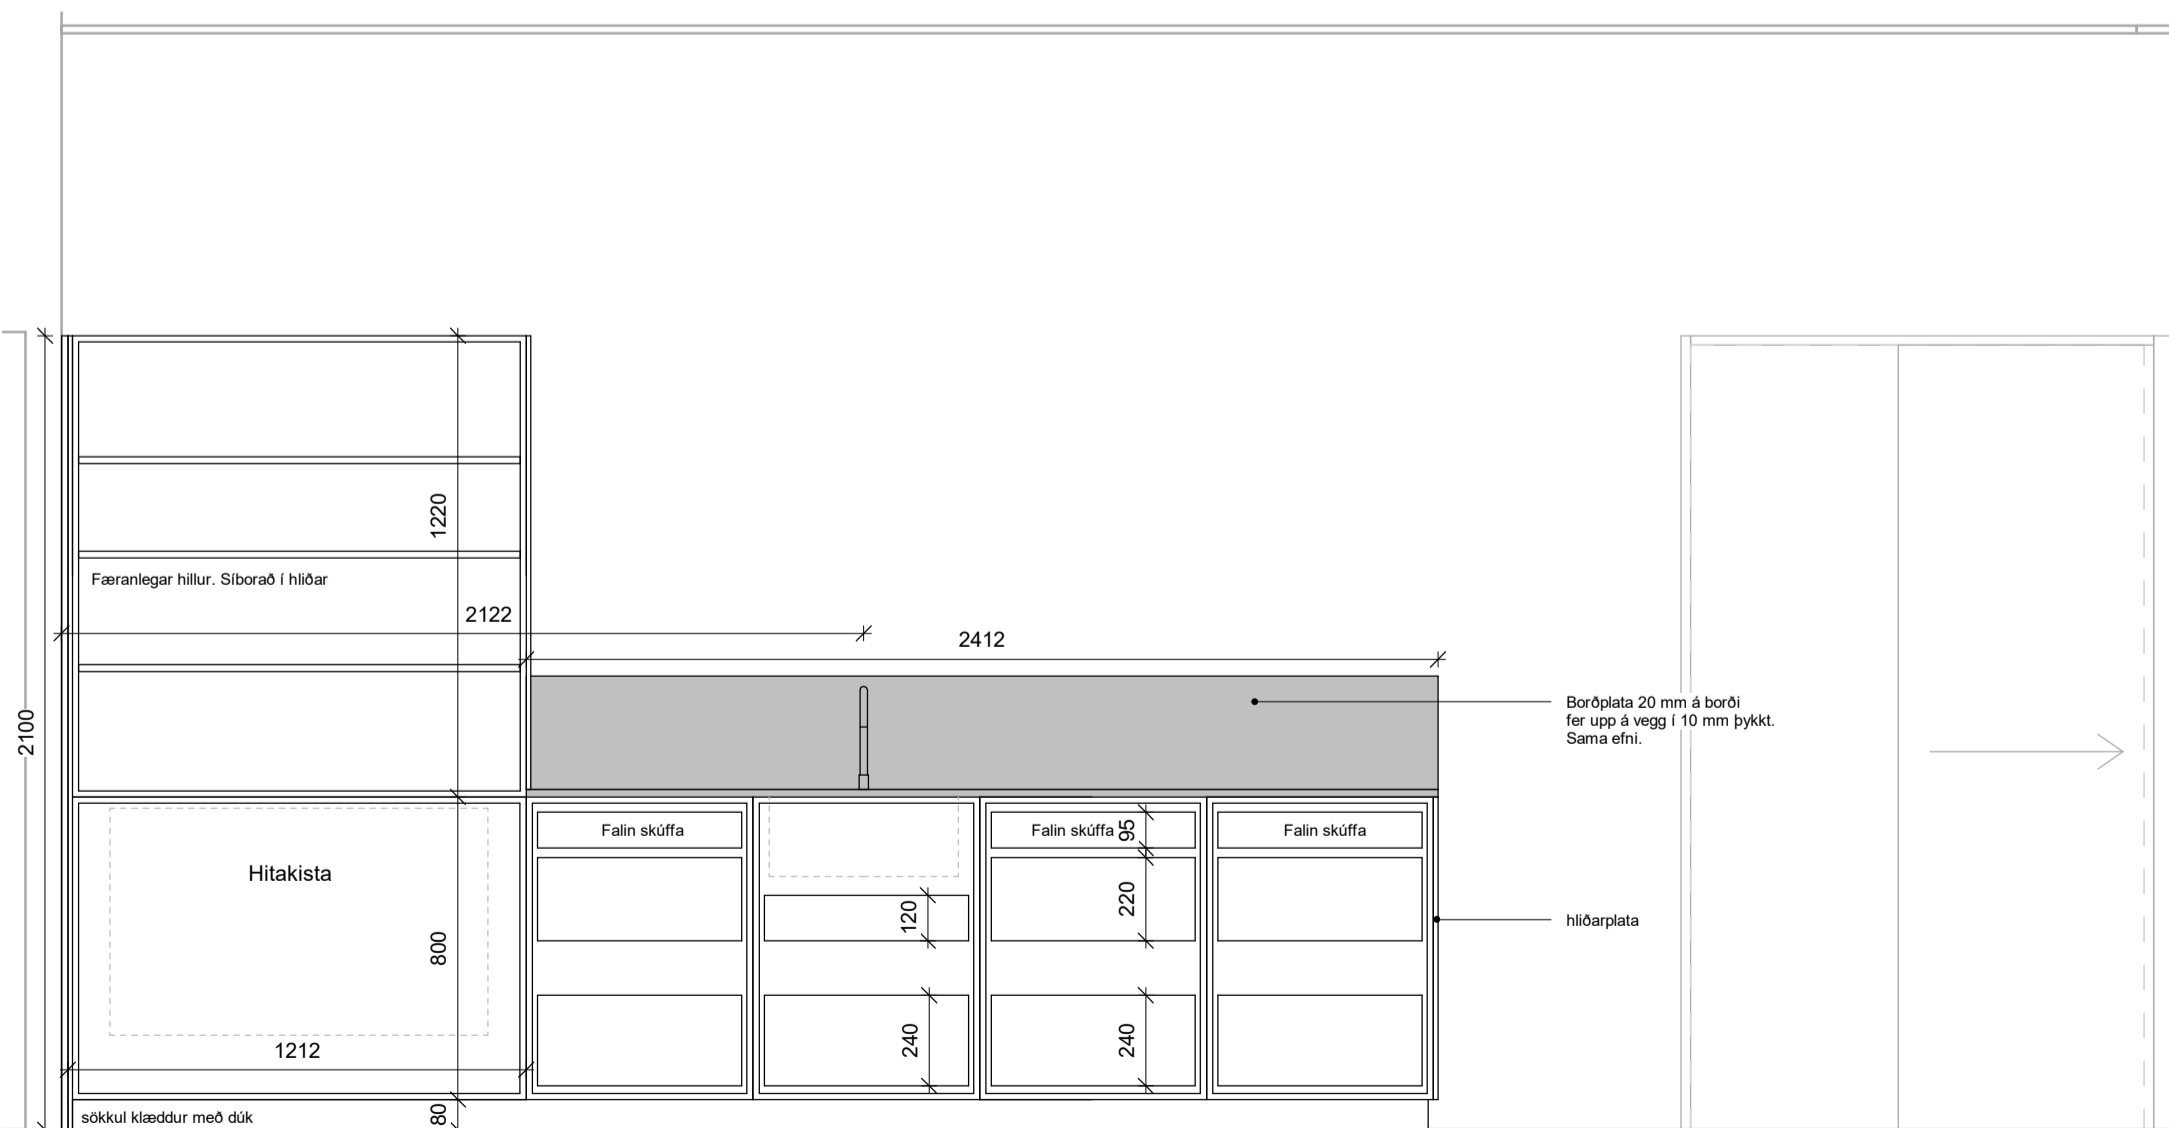 1220
Færanlegar hillur. Síborað í hliðar
2122
2412
2100
Borðplata 20 mm á borði
fer upp á vegg í 10 mm þykkt.
Sama efni.
Hitakista
800
1212
80
sökkul klæddur með dúk
Falin skúffa
Falin skúffa
95
Falin skúffa
120
220
240
240
hliðarplata